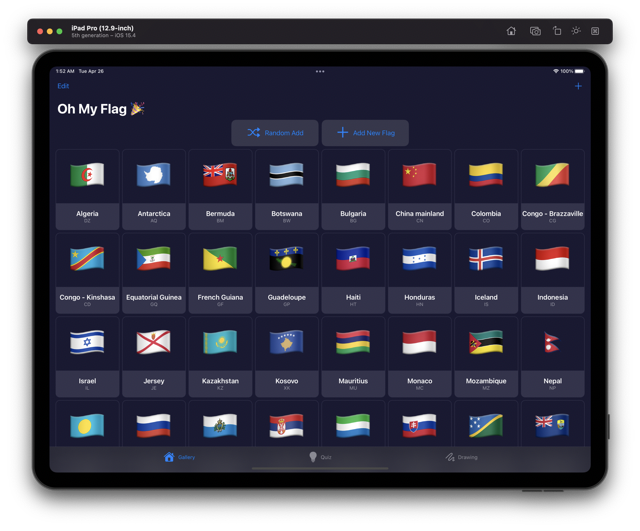 iPad Pro (12.9-inch)
5th generation – iOS 15.4
1:52 AM Tue Apr 26
100%
Edit
Oh My Flag
Random Add
Add New Flag
Algeria
Antarctica
Bermuda
Botswana
Bulgaria
China mainland
Colombia
Congo - Brazzaville
DZ
AQ
BM
BW
BG
CN
CO
CG
Congo - Kinshasa
Equatorial Guinea
French Guiana
Guadeloupe
Haiti
Honduras
Iceland
Indonesia
CD
GQ
GF
GP
HT
HN
IS
ID
Israel
Jersey
Kazakhstan
Kosovo
Mauritius
Monaco
Mozambique
Nepal
IL
JE
KZ
XK
MU
MC
MZ
NP
Gallery
Quiz
Drawing